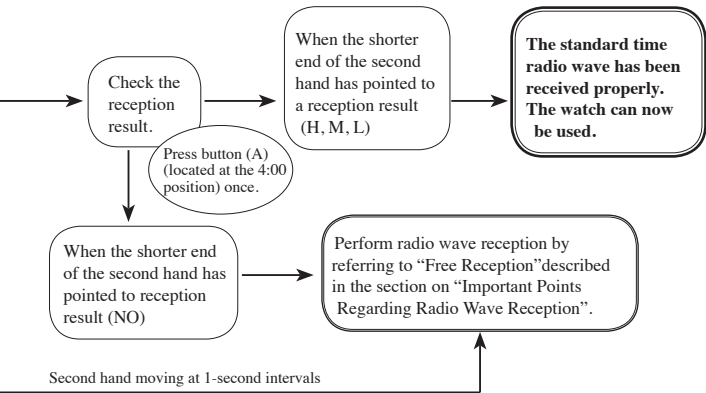 Check the
reception
result.
Press button (A)
(located at the 4:00
position) once.
When the shorter
end of the second
hand has pointed to
a reception result
(H, M, L)
The standard time
radio wave has been
received properly.
The watch can now
be used.
When the shorter end
of the second hand has
pointed to reception
result (NO)
Perform radio wave reception by
referring to “Free Reception”described
in the section on “Important Points
Regarding Radio Wave Reception”.
Second hand moving at 1-second intervals